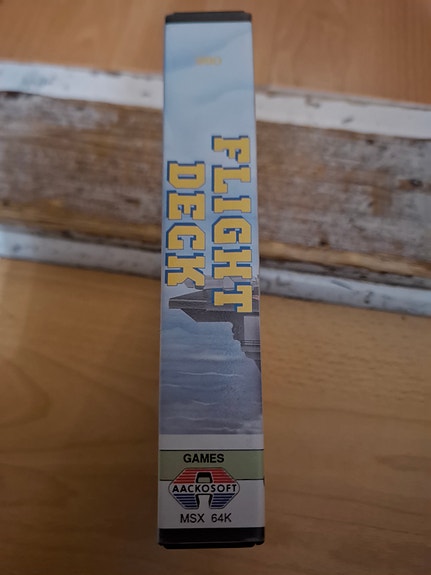 FLIGHT
DECK
GAMES
AACKOSOFT
MSX 64K